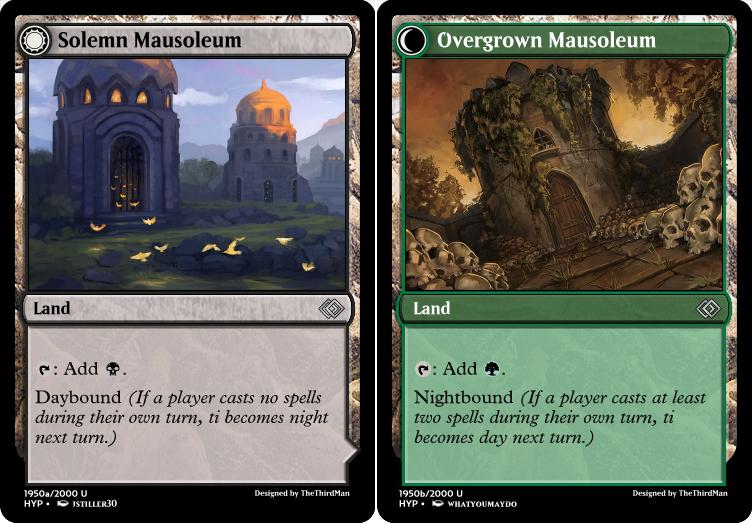 Solemn Mausoleum
Land
: Add .
Daybound (If a player casts no spells
during their own turn, ti becomes night
next turn.)
1950a/2000 U
HYP • JSTILLER30
Designed by TheThirdMan
Overgrown Mausoleum
Land
: Add .
Nightbound (If a player casts at least
two spells during their own turn, ti
becomes day next turn.)
1950b/2000 U
HYP • WHATYOUMAYDO
Designed by TheThirdMan